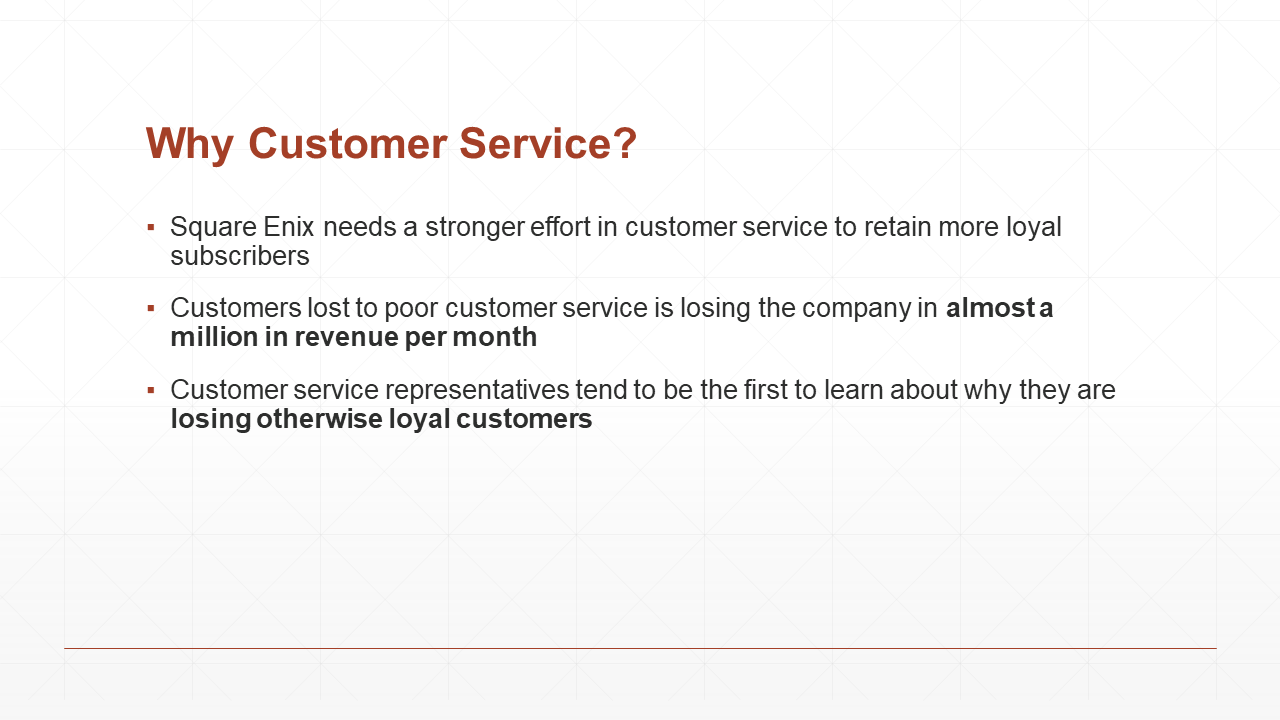 Why Customer Service?
▪ Square Enix needs a stronger effort in customer service to retain more loyal
subscribers
▪ Customers lost to poor customer service is losing the company in almost a
million in revenue per month
▪ Customer service representatives tend to be the first to learn about why they are
losing otherwise loyal customers